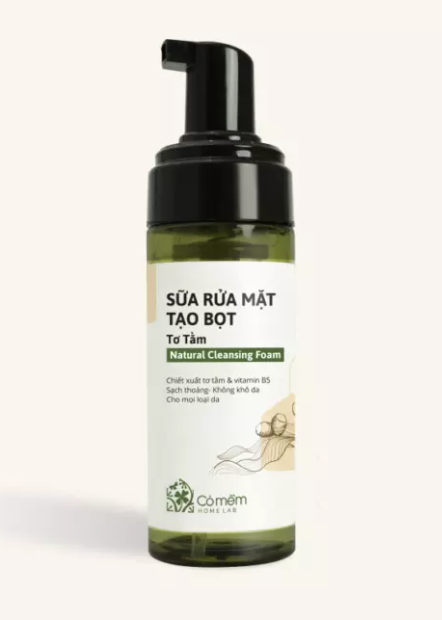 SỮA RỬA MẶT
TẠO BỌT
Tơ Tằm
Natural Cleansing Foam
Chiết xuất tơ tằm & vitamin B5
Sạch thoáng- Không khô da
Cho mọi loại da
Cỏ mềm
HOME LAB